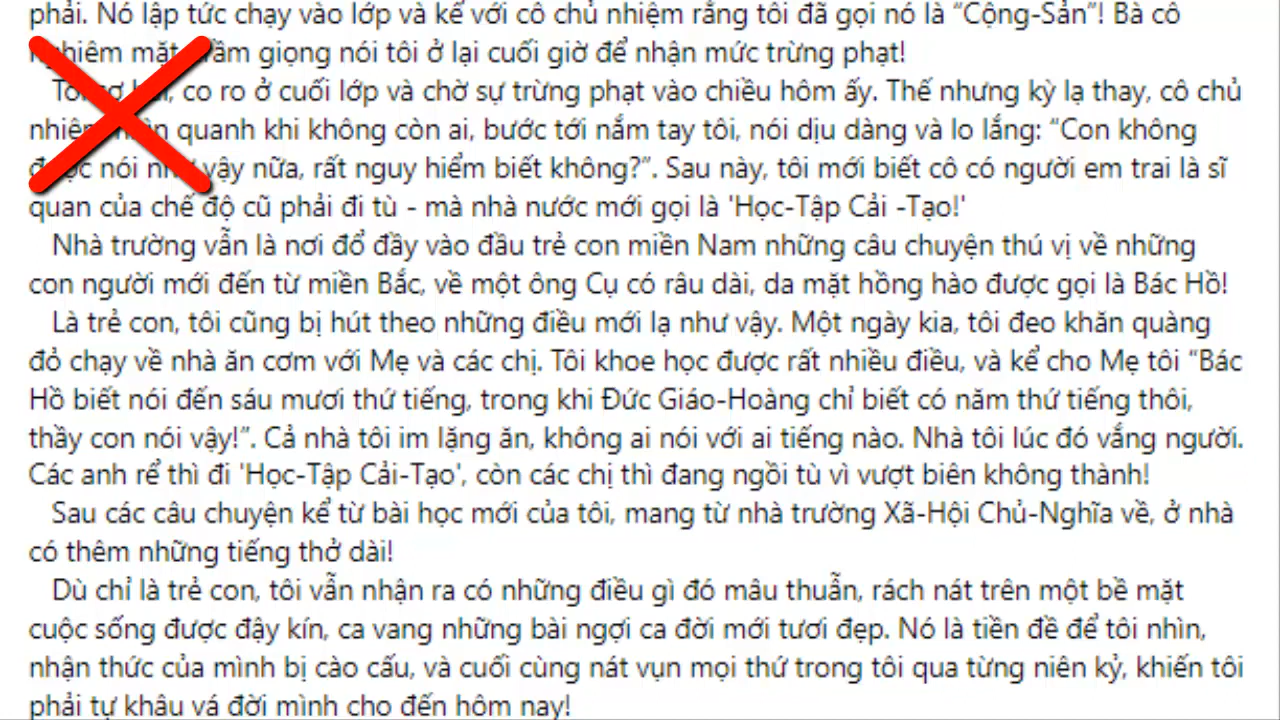 phải. Nó lập tức chạy vào lớp và kể với cô chủ nhiệm rằng tôi đã gọi nó là “Cộng-Sản”! Bà cô
nghiêm mặt, giọng nói tôi ở lại cuối giờ để nhận mức trừng phạt!
Tôi sợ hãi, co ro ở cuối lớp và chờ sự trừng phạt vào chiều hôm ấy. Thế nhưng kỳ lạ thay, cô chủ
nhiệm nhìn quanh khi không còn ai, bước tới nắm tay tôi, nói dịu dàng và lo lắng: “Con không
được nói như vậy nữa, rất nguy hiểm biết không?”. Sau này, tôi mới biết cô có người em trai là sĩ
quan của chế độ cũ phải đi tù - mà nhà nước mới gọi là 'Học-Tập Cải -Tạo!'
Nhà trường vẫn là nơi đổ đầy vào đầu trẻ con miền Nam những câu chuyện thú vị về những
con người mới đến từ miền Bắc, về một ông Cụ có râu dài, da mặt hồng hào được gọi là Bác Hồ!
Là trẻ con, tôi cũng bị hút theo những điều mới lạ như vậy. Một ngày kia, tôi đeo khăn quàng
đỏ chạy về nhà ăn cơm với Mẹ và các chị. Tôi khoe học được rất nhiều điều, và kể cho Mẹ tôi “Bác
Hồ biết nói đến sáu mươi thứ tiếng, trong khi Đức Giáo-Hoàng chỉ biết có năm thứ tiếng thôi,
thầy con nói vậy!”. Cả nhà tôi im lặng ăn, không ai nói với ai tiếng nào. Nhà tôi lúc đó vắng người.
Các anh rể thì đi 'Học-Tập Cải-Tạo', còn các chị thì đang ngồi tù vì vượt biên không thành!
Sau các câu chuyện kể từ bài học mới của tôi, mang từ nhà trường Xã-Hội Chủ-Nghĩa về, ở nhà
có thêm những tiếng thở dài!
Dù chỉ là trẻ con, tôi vẫn nhận ra có những điều gì đó mâu thuẫn, rách nát trên một bề mặt
cuộc sống được đậy kín, ca vang những bài ngợi ca đời mới tươi đẹp. Nó là tiền đề để tôi nhìn,
nhận thức của mình bị cào cấu, và cuối cùng nát vụn mọi thứ trong tôi qua từng niên kỷ, khiến tôi
phải tự khâu vá đời mình cho đến hôm nay!